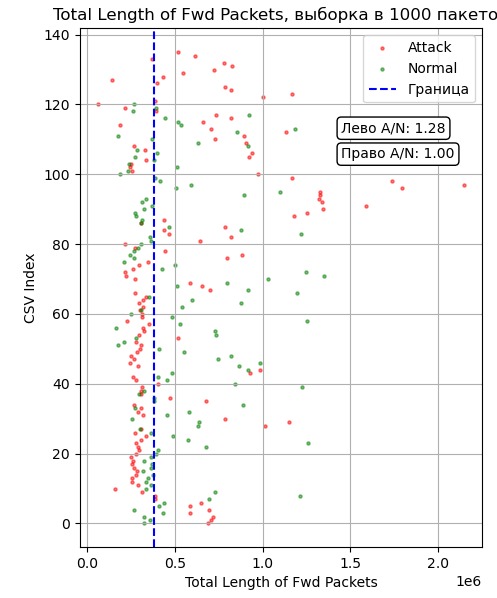 Total Length of Fwd Packets, выборка в 1000 пакето
140
120
100
80
60
40
20
0
CSV Index
Attack
Normal
Граница
Лево A/N: 1.28
Право A/N: 1.00
0.0 0.5 1.0 1.5 2.0
1e6
Total Length of Fwd Packets